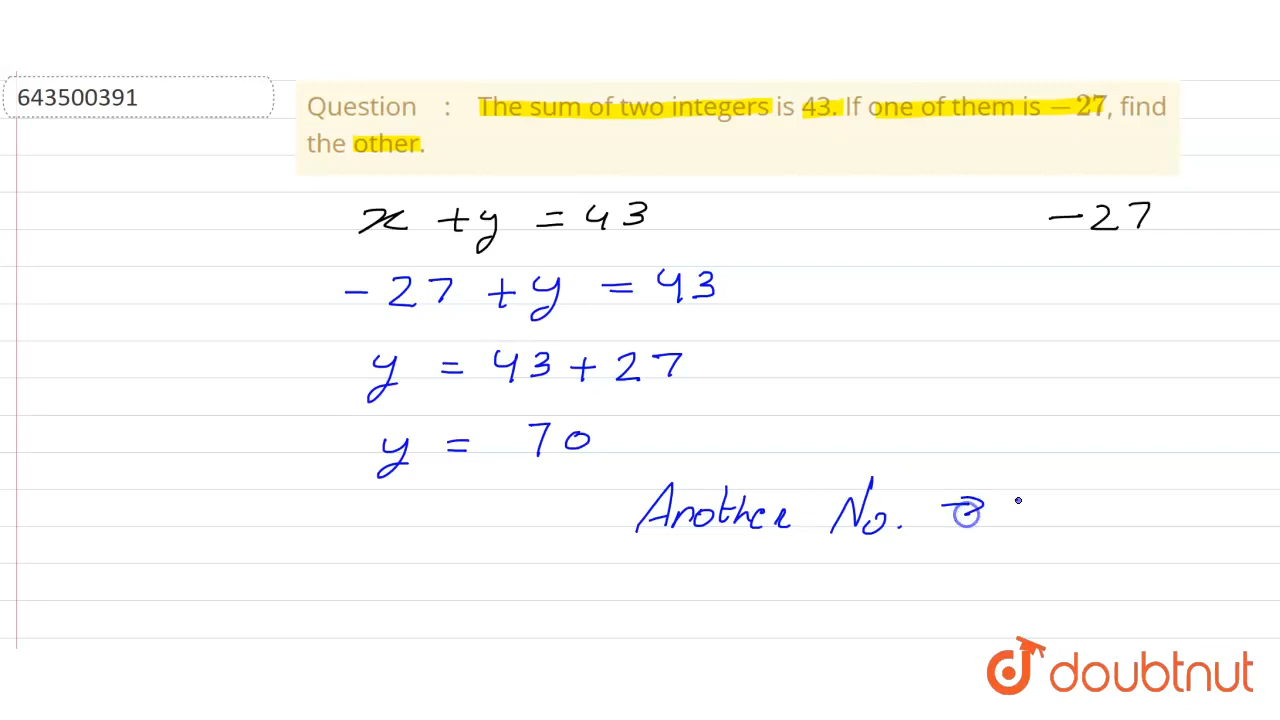 643500391
Question : The sum of two integers is 43. If one of them is −27, find
the other.
x + y = 43
−27
−27 + y = 43
y = 43 + 27
y = 70
Another No.
doubtnut